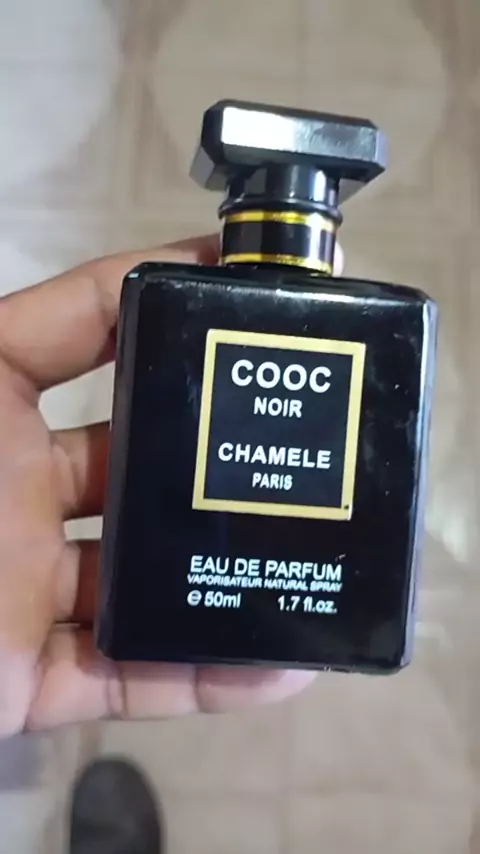 COOC
NOIR
CHAMELE
PARIS
EAU DE PARFUM
VAPORISATEUR NATURAL SPRAY
℮ 50ml 1.7 fl.oz.